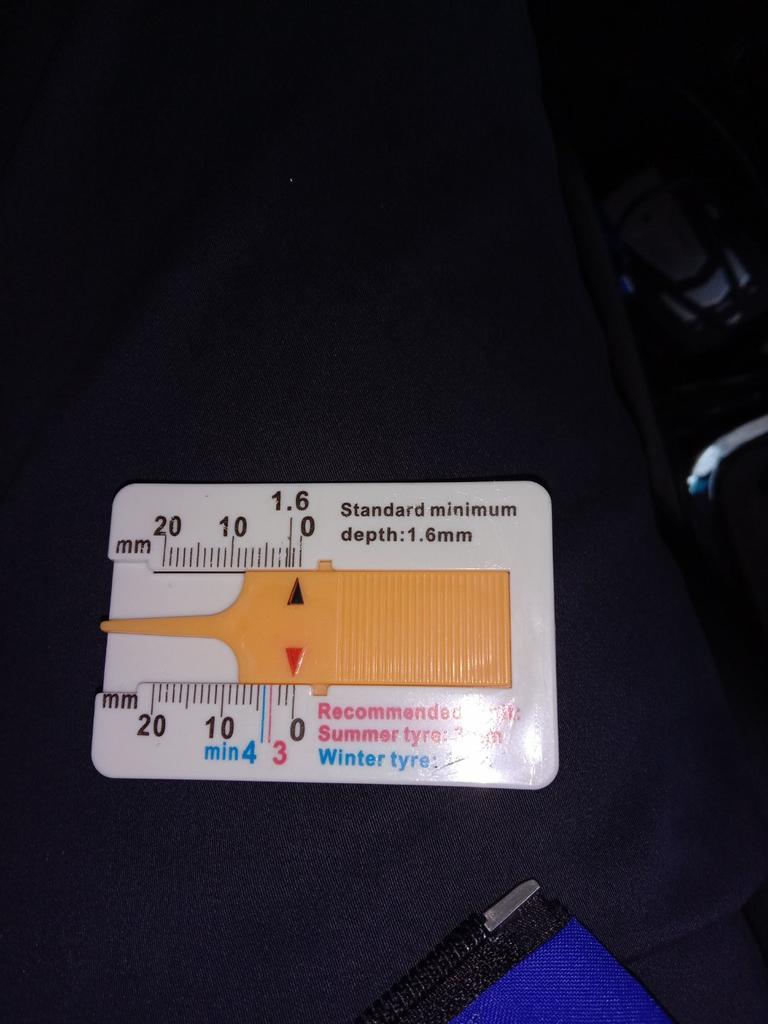 1.6
20 10 0
mm
Standard minimum
depth:1.6mm
mm
20 10 0
min4 3
Recommended
Summer tyre:
Winter tyre: